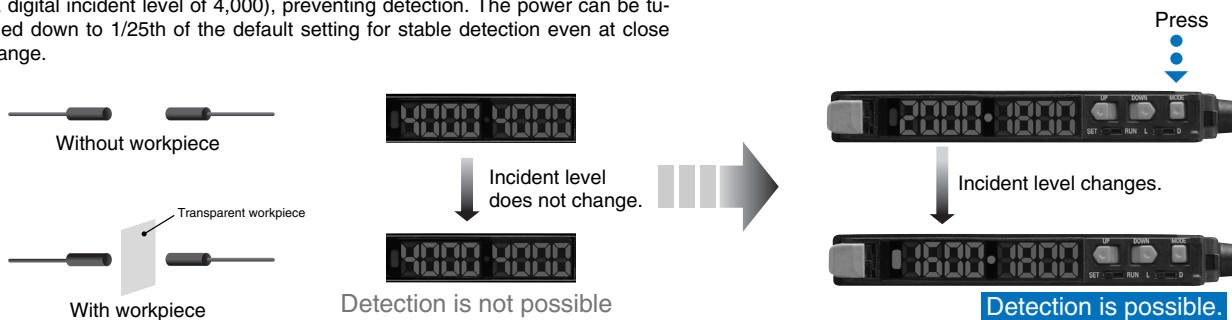 digital incident level of 4,000), preventing detection. The power can be tu-
ed down to 1/25th of the default setting for stable detection even at close
ange.
Press
Without workpiece
4000 4000
2000 1800
UP DOWN MODE
SET RUN L D
Incident level
does not change.
Incident level changes.
Transparent workpiece
4000 4000
1600 1800
UP DOWN MODE
SET RUN L D
With workpiece
Detection is not possible
Detection is possible.